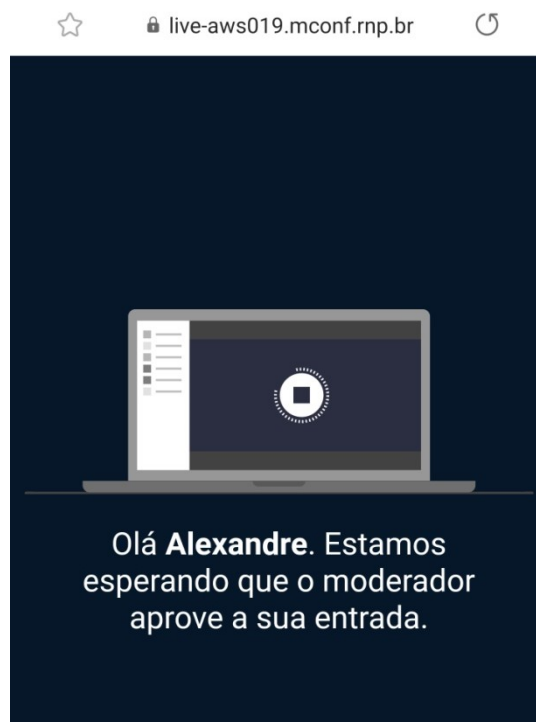 live-aws019.mconf.rnp.br
Olá Alexandre. Estamos
esperando que o moderador
aprove a sua entrada.